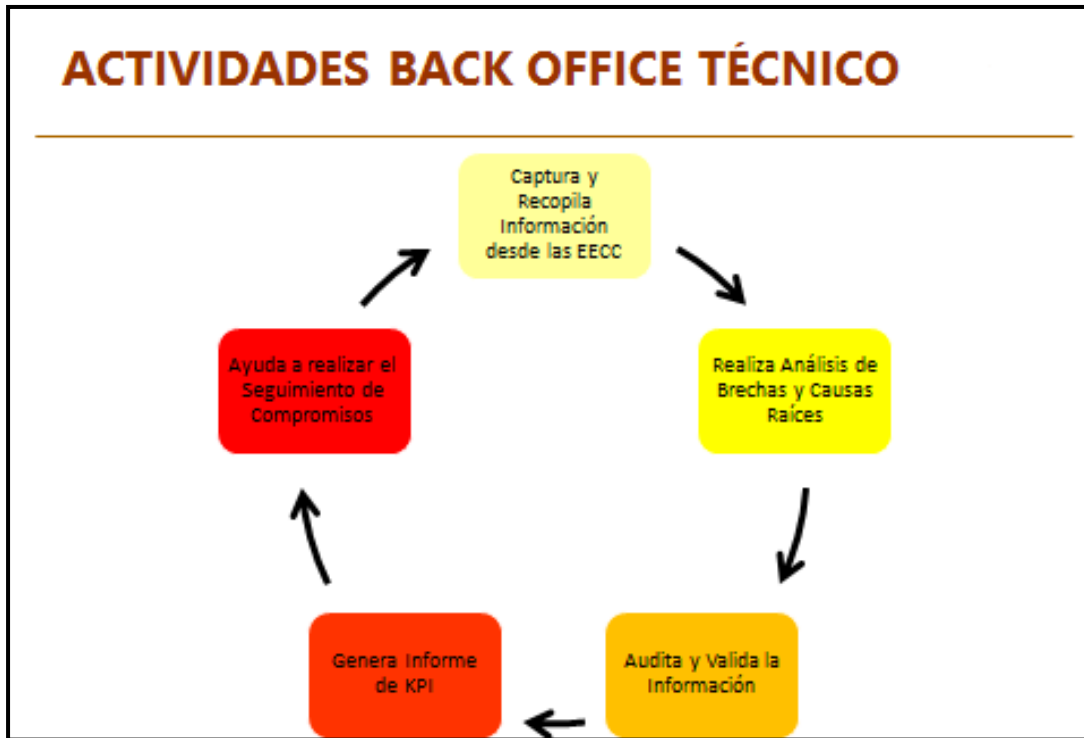 ACTIVIDADES BACK OFFICE TÉCNICO
Captura y
Recopila
Información
desde las EECC
Realiza Análisis de
Brechas y Causas
Raíces
Audita y Valida la
Información
Genera Informe
de KPI
Ayuda a realizar el
Seguimiento de
Compromisos